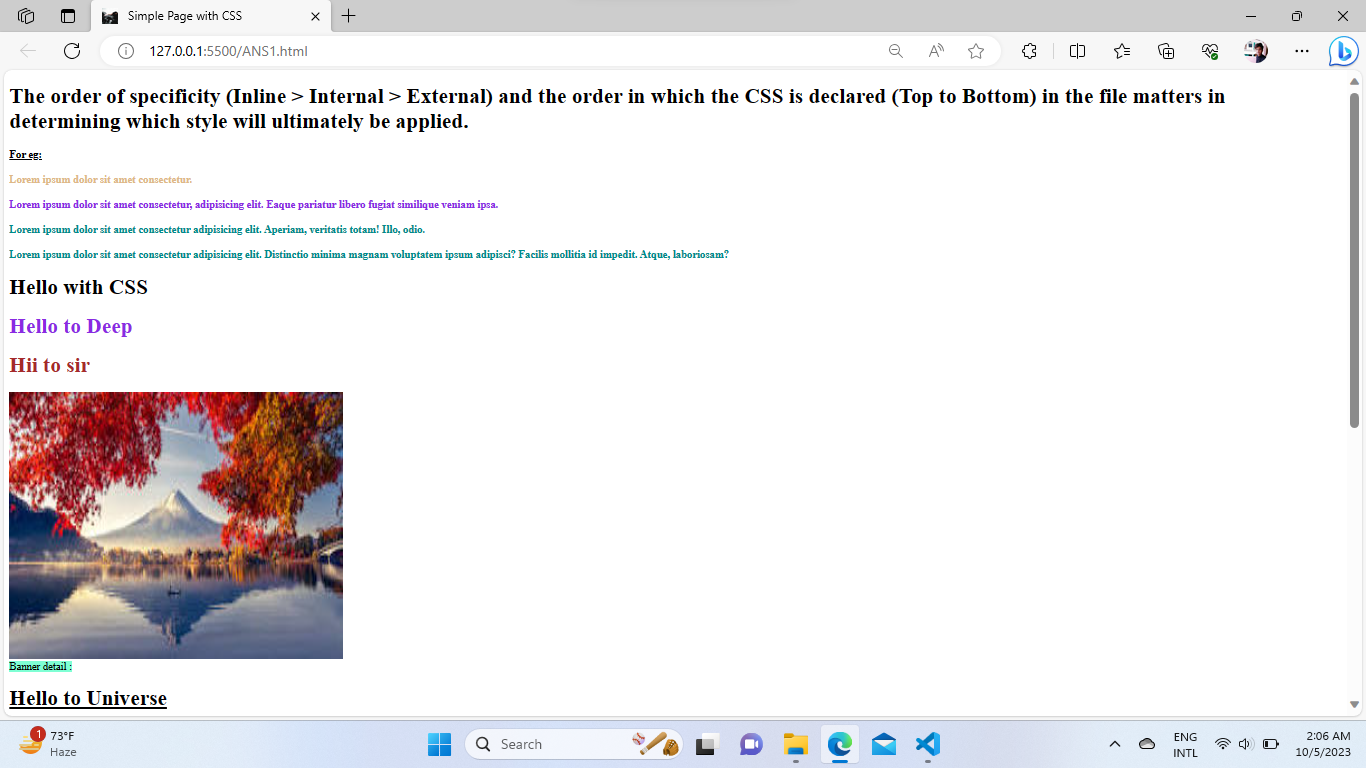 Simple Page with CSS
127.0.0.1:5500/ANS1.html
The order of specificity (Inline > Internal > External) and the order in which the CSS is declared (Top to Bottom) in the file matters in
determining which style will ultimately be applied.
For eg:
Lorem ipsum dolor sit amet consectetur.
Lorem ipsum dolor sit amet consectetur, adipisicing elit. Eaque pariatur libero fugiat similique veniam ipsa.
Lorem ipsum dolor sit amet consectetur adipisicing elit. Aperiam, veritatis totam! Illo, odio.
Lorem ipsum dolor sit amet consectetur adipisicing elit. Distinctio minima magnam voluptatem ipsum adipisci? Facilis mollitia id impedit. Atque, laboriosam?
Hello with CSS
Hello to Deep
Hii to sir
Banner detail :
Hello to Universe
1
73°F
Haze
Search
ENG
INTL
2:06 AM
10/5/2023